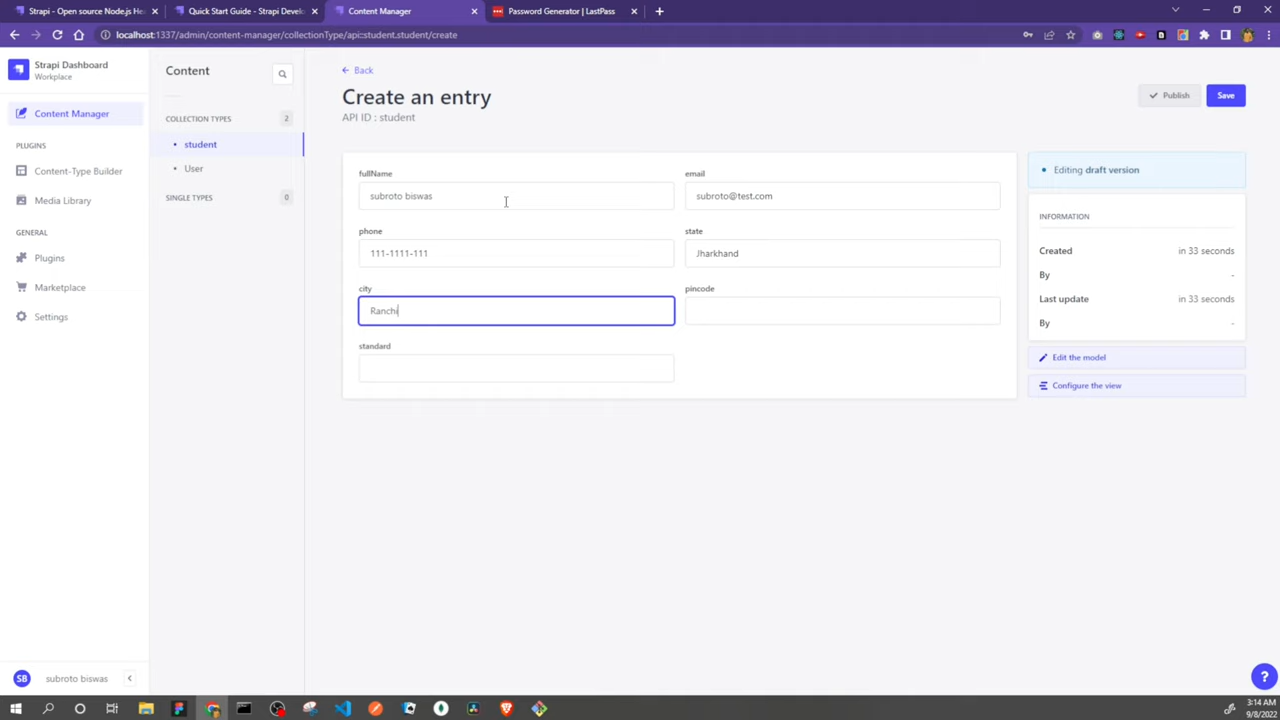 Strapi - Open source Node.js He
Quick Start Guide - Strapi Develo
Content Manager
Password Generator | LastPass
localhost:1337/admin/content-manager/collectionType/api::student.student/create
Strapi Dashboard
Workplace
Content Manager
PLUGINS
Content-Type Builder
Media Library
GENERAL
Plugins
Marketplace
Settings
SB
subroto biswas
Content
COLLECTION TYPES
2
student
User
SINGLE TYPES
0
Back
Create an entry
API ID : student
Publish
Save
fullName
subroto biswas
email
subroto@test.com
phone
111-1111-111
state
Jharkhand
city
Ranchi
pincode
standard
Editing draft version
INFORMATION
Created
in 33 seconds
By
-
Last update
in 33 seconds
By
-
Edit the model
Configure the view
?
3:14 AM
9/8/2022